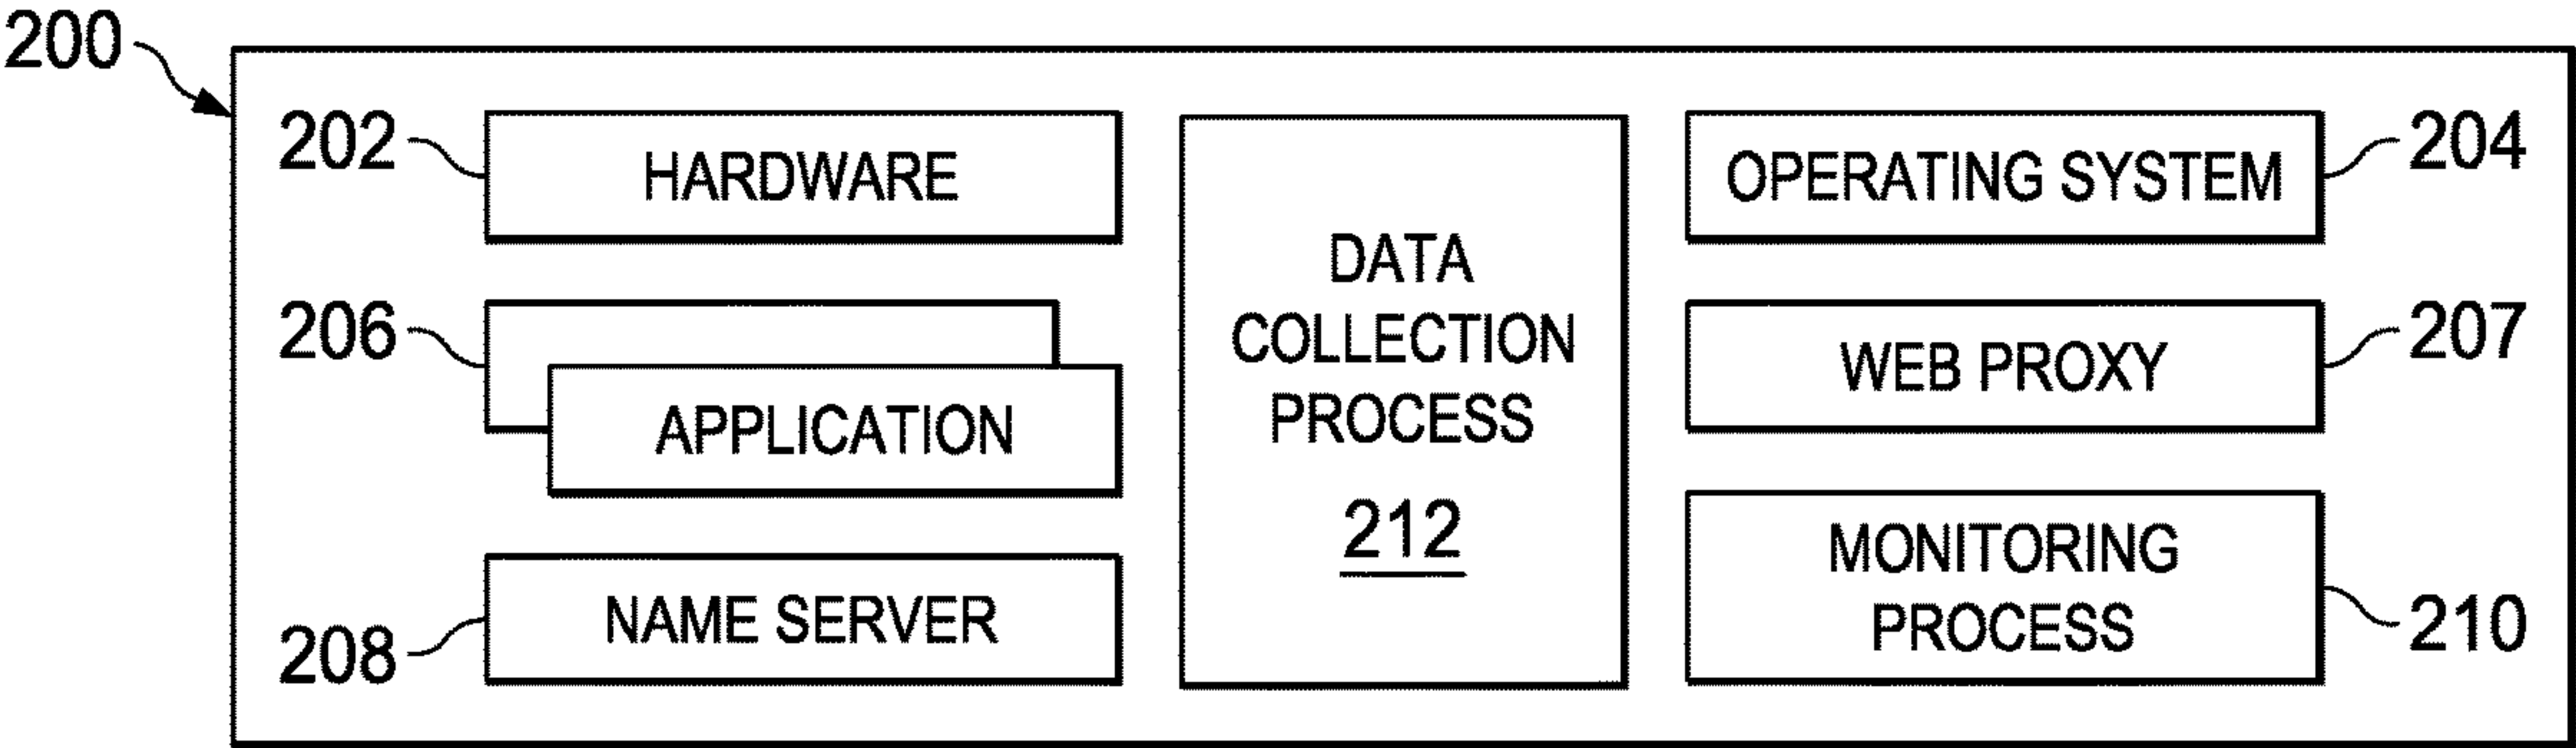 200
202
HARDWARE
206
APPLICATION
208
NAME SERVER
DATA
COLLECTION
PROCESS
212
OPERATING SYSTEM
204
WEB PROXY
207
MONITORING
PROCESS
210